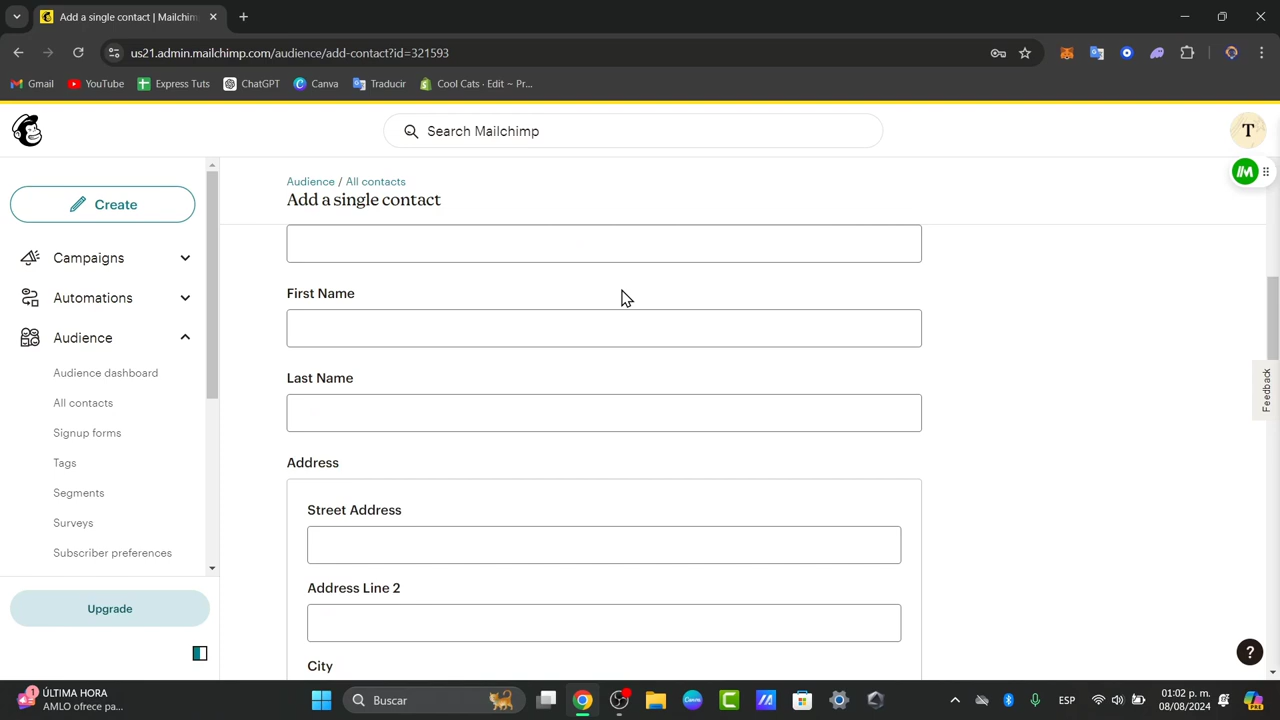 Add a single contact | Mailchim
us21.admin.mailchimp.com/audience/add-contact?id=321593
Gmail
YouTube
Express Tuts
ChatGPT
Canva
Traducir
Cool Cats · Edit ~ Pr...
Search Mailchimp
T
Create
Campaigns
Automations
Audience
Audience dashboard
All contacts
Signup forms
Tags
Segments
Surveys
Subscriber preferences
Upgrade
Audience / All contacts
Add a single contact
First Name
Last Name
Address
Street Address
Address Line 2
City
Feedback
?
1
ÚLTIMA HORA
AMLO ofrece pa...
Buscar
ESP
01:02 p. m.
08/08/2024